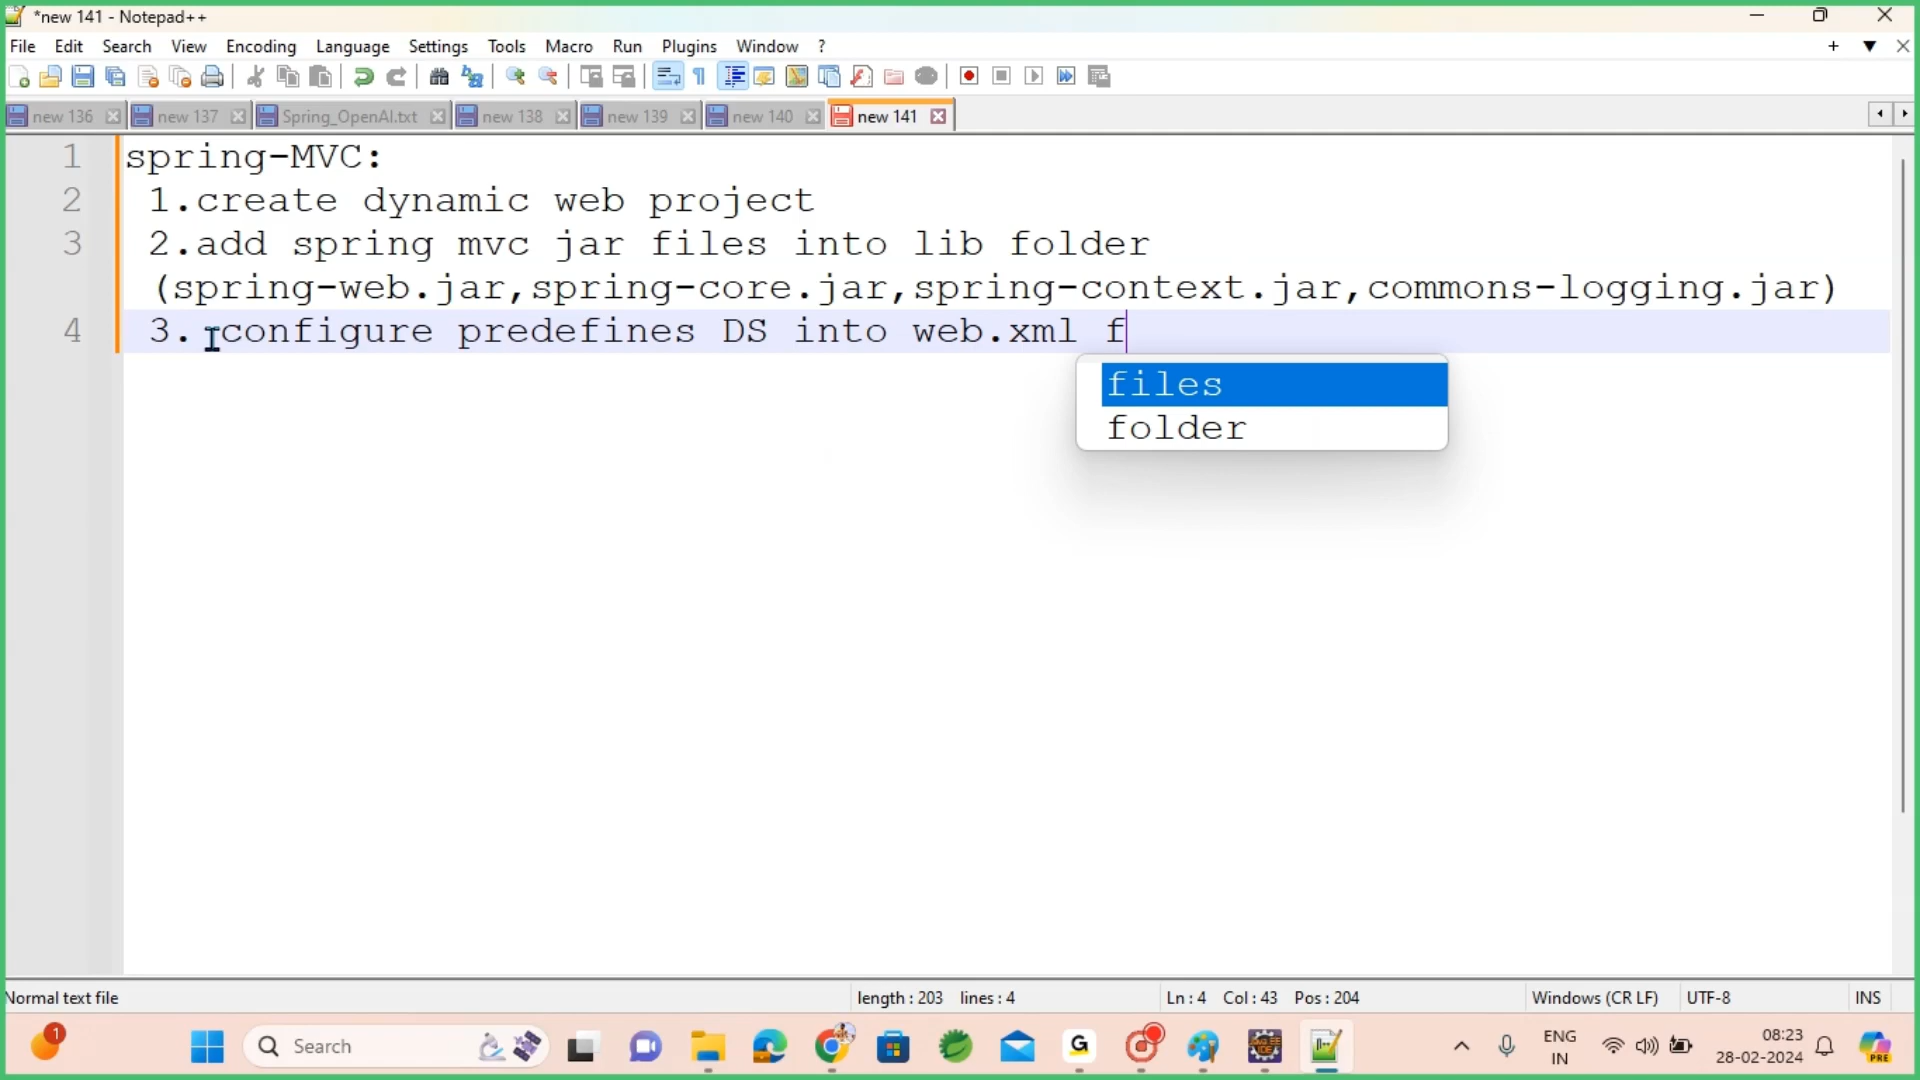 *new 141 - Notepad++
File Edit Search View Encoding Language Settings Tools Macro Run Plugins Window ?
new 136 new 137 Spring_OpenAI.txt new 138 new 139 new 140 new 141
1 spring-MVC:
2 1.create dynamic web project
3 2.add spring mvc jar files into lib folder
(spring-web.jar,spring-core.jar,spring-context.jar,commons-logging.jar)
4 3. configure predefines DS into web.xml f
files
folder
Normal text file length : 203 lines : 4 Ln : 4 Col : 43 Pos : 204 Windows (CR LF) UTF-8 INS
1 Search G ENG 08:23
IN 28-02-2024 PRE